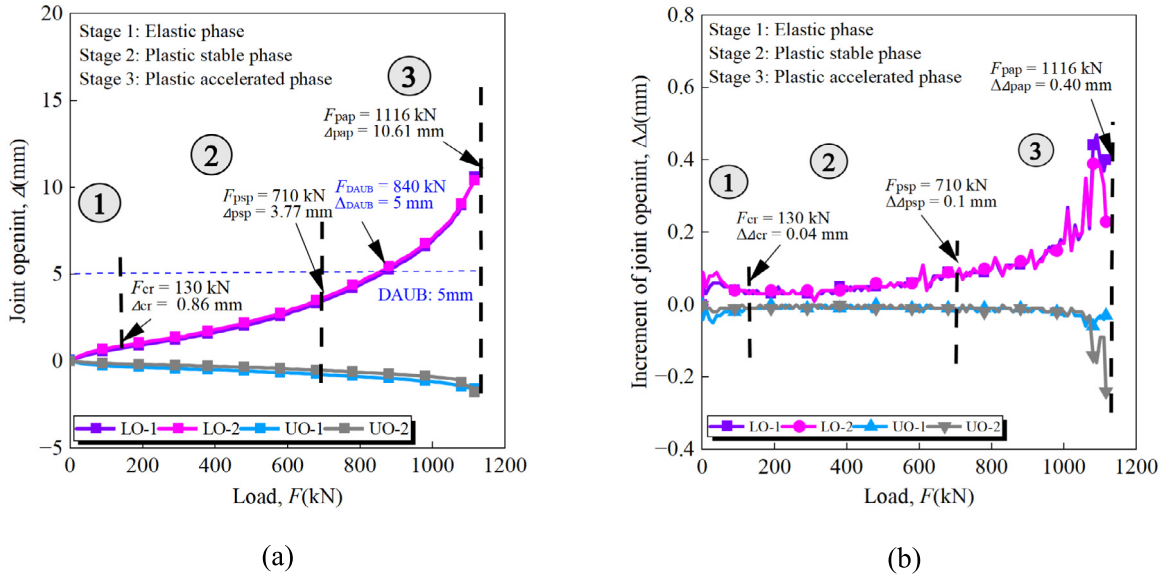 Stage 1: Elastic phase
Stage 2: Plastic stable phase
Stage 3: Plastic accelerated phase
3
Fpap = 1116 kN
Δpap = 10.61 mm
2
1
Fpsp = 710 kN
Δpsp = 3.77 mm
FDAUB = 840 kN
ΔDAUB = 5 mm
DAUB: 5mm
Fcr = 130 kN
Δcr = 0.86 mm
LO-1 LO-2 UO-1 UO-2
20
15
10
5
0
−5
Joint openint, Δ(mm)
0 200 400 600 800 1000 1200
Load, F(kN)
(a)
Stage 1: Elastic phase
Stage 2: Plastic stable phase
Stage 3: Plastic accelerated phase
Fpap = 1116 kN
ΔΔpap = 0.40 mm
3
2
1
Fpsp = 710 kN
ΔΔpsp = 0.1 mm
Fcr = 130 kN
ΔΔcr = 0.04 mm
LO-1 LO-2 UO-1 UO-2
0.8
0.6
0.4
0.2
0.0
−0.2
−0.4
Increment of joint openint, ΔΔ(mm)
0 200 400 600 800 1000 1200
Load, F(kN)
(b)